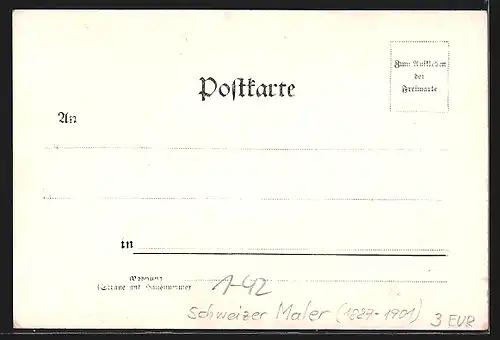 Postkarte
Zum Aufkleben
der
Freimarke
An
in
Wohnung
(Straße und Hausnummer
A-42
Schweizer Maler (1827-1901) 3 EUR